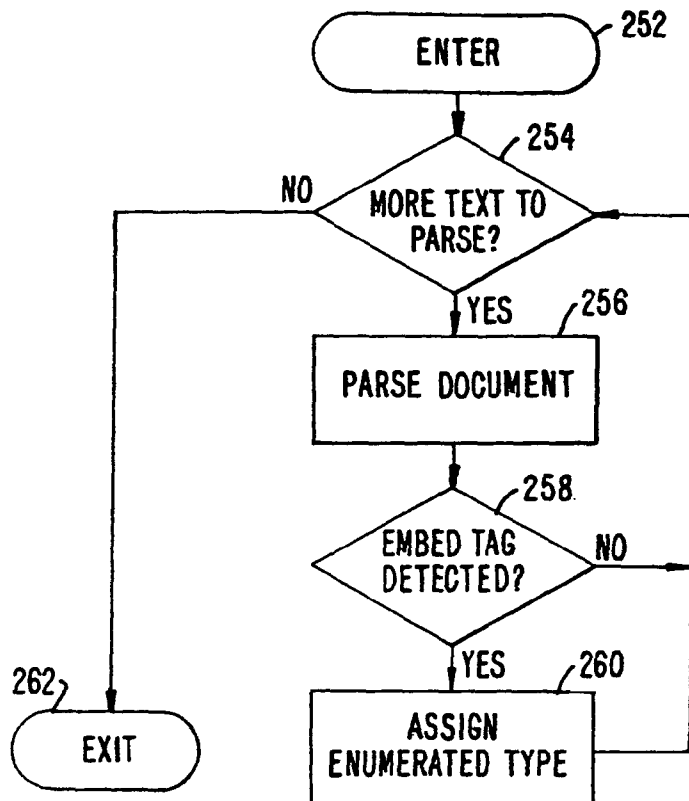 ENTER
252
254
NO
MORE TEXT TO
PARSE?
YES
256
PARSE DOCUMENT
258
EMBED TAG
DETECTED?
NO
YES
260
262
EXIT
ASSIGN
ENUMERATED TYPE